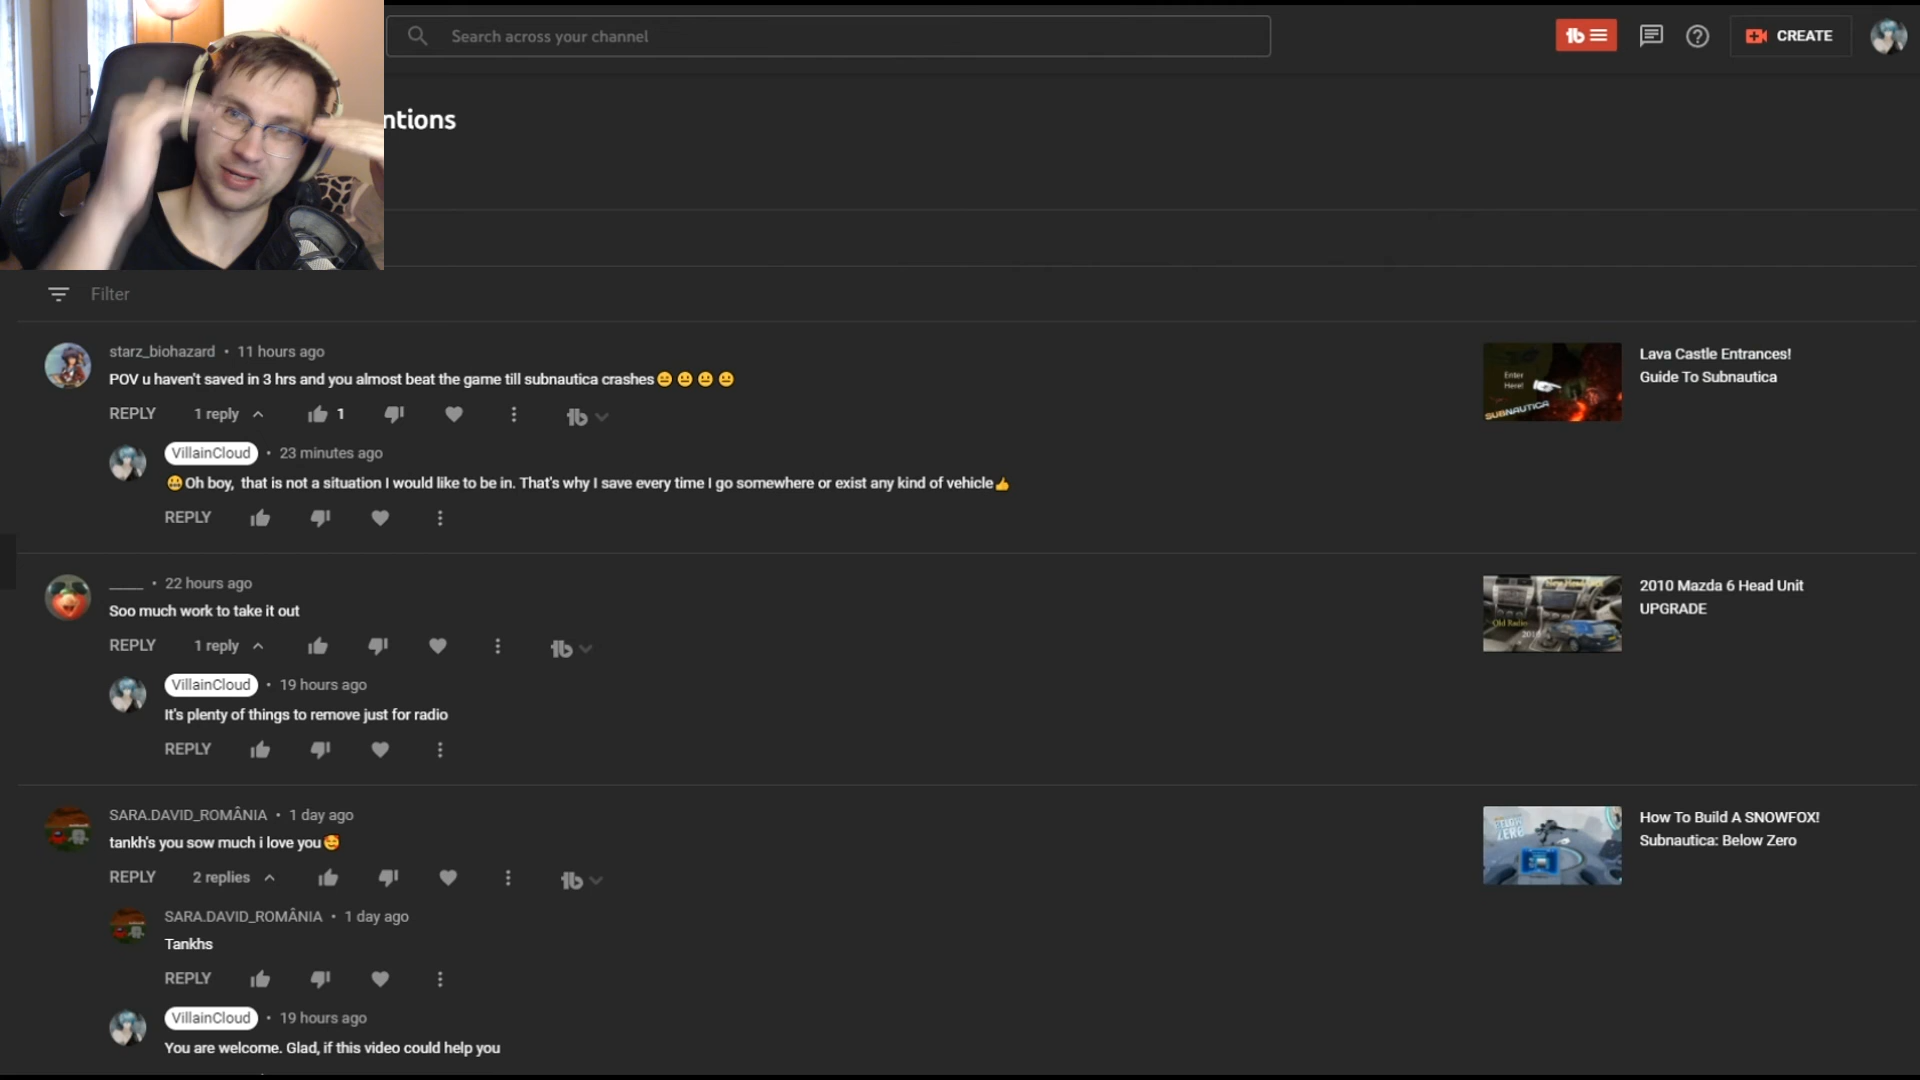 Search across your channel
CREATE
ntions
Filter
starz_biohazard • 11 hours ago
POV u haven't saved in 3 hrs and you almost beat the game till subnautica crashes😐😐😐😐
REPLY 1 reply 1
VillainCloud • 23 minutes ago
😀Oh boy, that is not a situation I would like to be in. That's why I save every time I go somewhere or exist any kind of vehicle👍
REPLY
Enter
Here!
SUBNAUTICA
Lava Castle Entrances!
Guide To Subnautica
_____ • 22 hours ago
Soo much work to take it out
REPLY 1 reply
VillainCloud • 19 hours ago
It's plenty of things to remove just for radio
REPLY
Old Radio
2010 Mazda 6 Head Unit
UPGRADE
SARA.DAVID_ROMÂNIA • 1 day ago
tankh's you sow much i love you🥰
REPLY 2 replies
SARA.DAVID_ROMÂNIA • 1 day ago
Tankhs
REPLY
VillainCloud • 19 hours ago
You are welcome. Glad, if this video could help you
ZERO
How To Build A SNOWFOX!
Subnautica: Below Zero